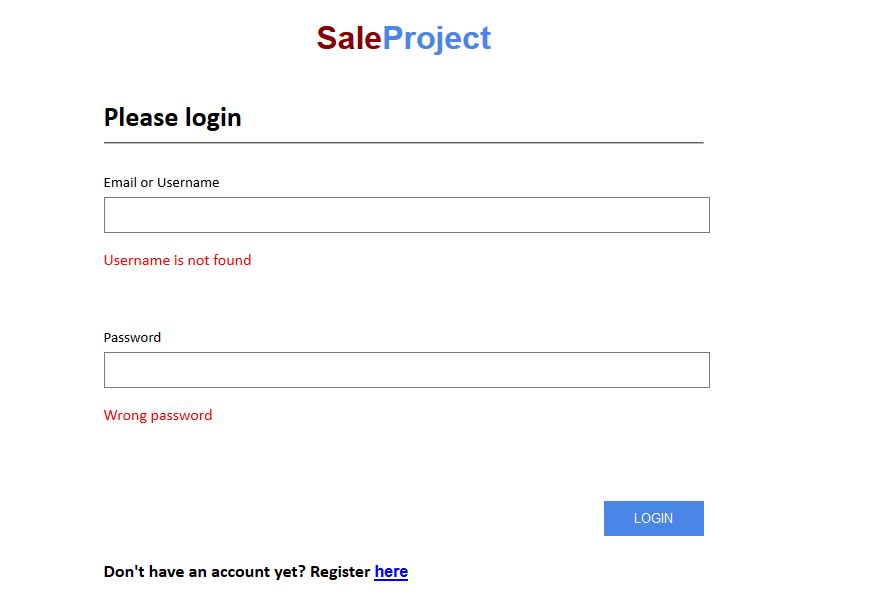 SaleProject
Please login
Email or Username
Username is not found
Password
Wrong password
LOGIN
Don't have an account yet? Register here